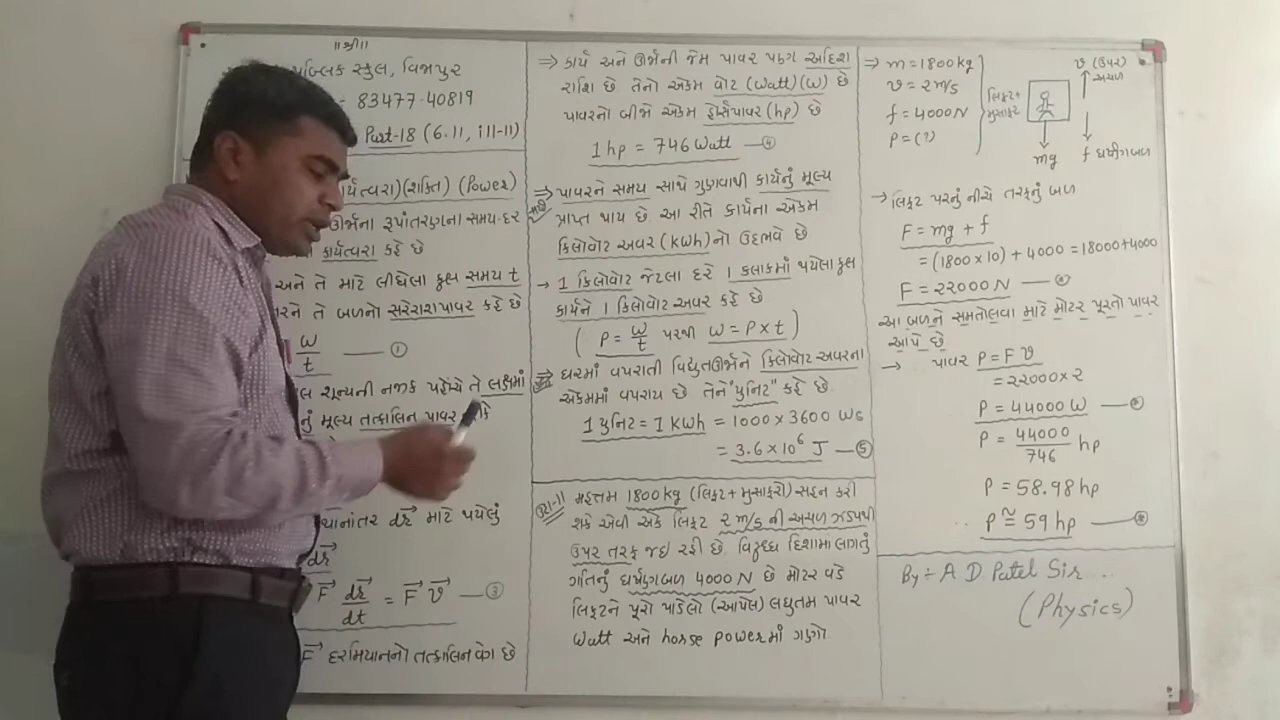 ॥ श्री ॥
પબ્લિક સ્કુલ, વિજાપુર
83477-40819
Part-18 (6.11, ill-11)
કાર્યત્વરા)(શક્તિ) (Power)
ઊર્જાના રૂપાંતરણના સમય-દર
કાર્યત્વરા કહે છે
અને તે માટે લીધેલા કુલ સમય t
તે બળનો સરેરાશ પાવર કહે છે
W
t —— ①
શૂન્યની નજીક પહોંચે તે લક્ષમાં
નું મૂલ્ય તત્કાલિન પાવર
સ્થાનાંતર dr⃗ માટે થયેલું
dr⃗
F⃗ dr⃗/dt = F⃗ v⃗ — ③
F⃗ દરમિયાનનો તત્કાલિન વેગ છે
⇒ કાર્ય અને ઊર્જાની જેમ પાવર પણ અદિશ
રાશિ છે તેનો એકમ વોટ (Watt)(W) છે
પાવરનો બીજો એકમ હોર્સપાવર (hp) છે
1 hp = 746 Watt — ④
⇒ પાવરને સમય સાથે ગુણવાથી કાર્યનું મૂલ્ય
પ્રાપ્ત થાય છે આ રીતે કાર્યના એકમ
કિલોવોટ અવર (KWh) નો ઉદ્ભવે છે
→ 1 કિલોવોટ જેટલા દરે 1 કલાકમાં થયેલા કુલ
કાર્યને 1 કિલોવોટ અવર કહે છે
( P = W/t પરથી W = P × t )
⇒ ઘરમાં વપરાતી વિદ્યુતઊર્જાને કિલોવોટ અવરના
એકમમાં વપરાય છે તેને "યુનિટ" કહે છે.
1 યુનિટ = 1 KWh = 1000 × 3600 Ws
= 3.6 × 10⁶ J — ⑤
ઉદા-11 મહત્તમ 1800 kg (લિફ્ટ + મુસાફરો) સહન કરી
શકે એવી એક લિફ્ટ 2 m/s ની અચળ ઝડપથી
ઉપર તરફ જઈ રહી છે. વિરુધ્ધ દિશામાં લાગતું
ગતિનું ઘર્ષણબળ 4000 N છે મોટર વડે
લિફ્ટને પૂરો પાડેલો (આપેલ) લઘુતમ પાવર
Watt અને horse power માં ગણો
⇒ m = 1800 kg
v = 2 m/s
f = 4000 N
P = (?)
લિફ્ટ + મુસાફર
v (ઉપર)
અચળ
mg
f ઘર્ષણબળ
→ લિફ્ટ પરનું નીચે તરફનું બળ
F = mg + f
= (1800 × 10) + 4000 = 18000 + 4000
F = 22000 N —
આ બળને સમતોલવા માટે મોટર પૂરતો પાવર
આપે છે
→ પાવર P = F v
= 22000 × 2
P = 44000 W —
P = 44000/746 hp
P = 58.98 hp
P ≅ 59 hp —
By :- A D Patel Sir ...
(Physics)